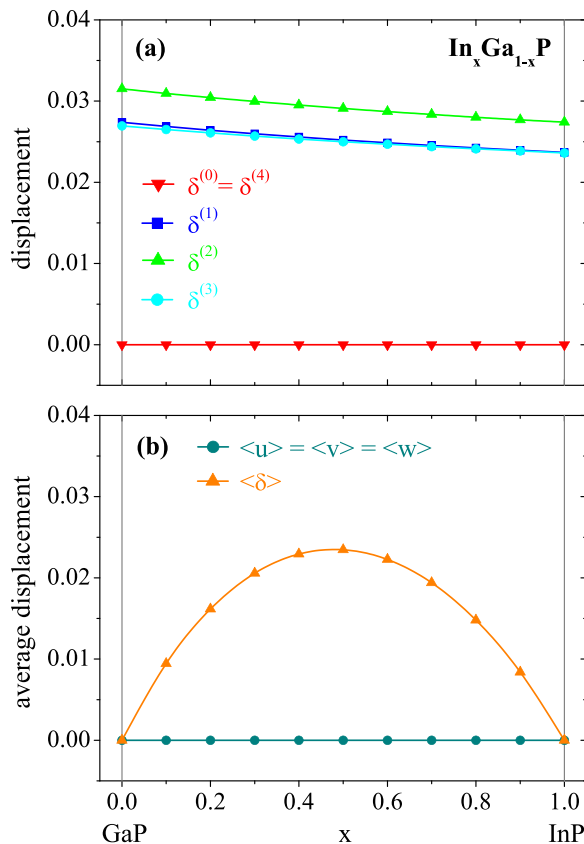 (a)
In_xGa_{1-x}P
0.04
0.03
0.02
0.01
0.00
displacement
δ^(0)= δ^(4)
δ^(1)
δ^(2)
δ^(3)
(b)
<u> = <v> = <w>
<δ>
0.04
0.03
0.02
0.01
0.00
average displacement
0.0 0.2 0.4 0.6 0.8 1.0
GaP x InP